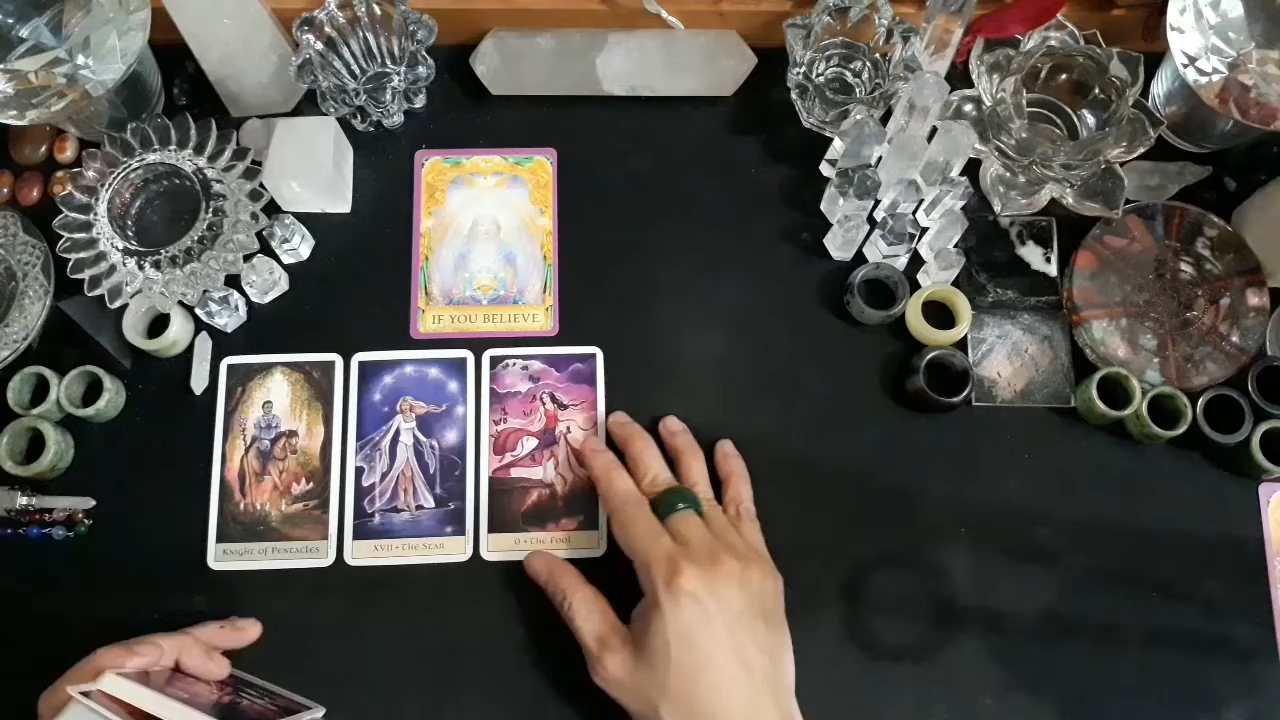 IF YOU BELIEVE
KNIGHT OF PENTACLES
XVII • THE STAR
0 • THE FOOL